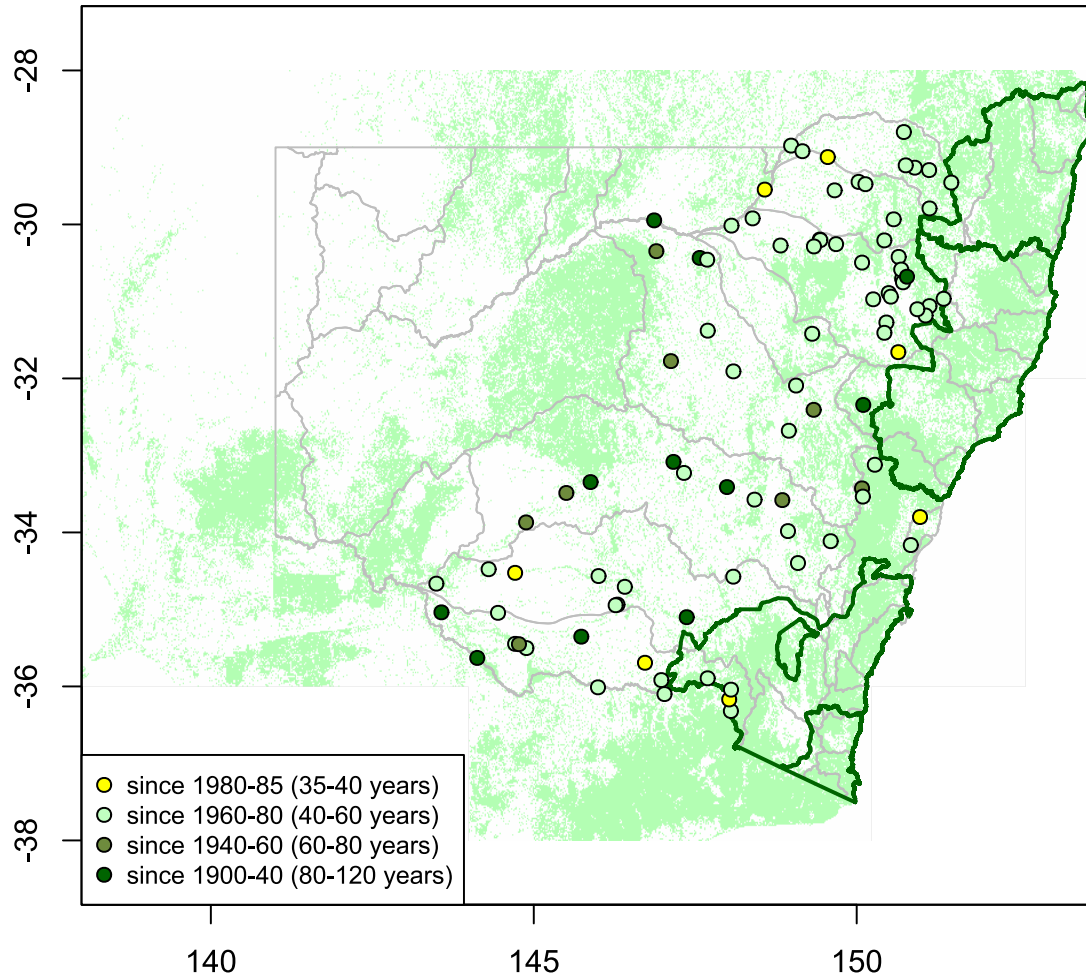 -28
-30
-32
-34
-36
-38
since 1980-85 (35-40 years)
since 1960-80 (40-60 years)
since 1940-60 (60-80 years)
since 1900-40 (80-120 years)
140 145 150